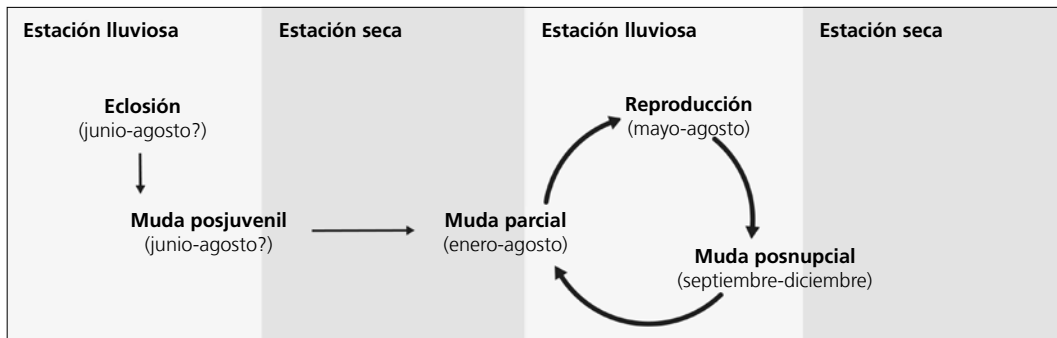 Estación lluviosa
Estación seca
Estación lluviosa
Estación seca
Eclosión
(junio-agosto?)
Muda posjuvenil
(junio-agosto?)
Muda parcial
(enero-agosto)
Reproducción
(mayo-agosto)
Muda posnupcial
(septiembre-diciembre)